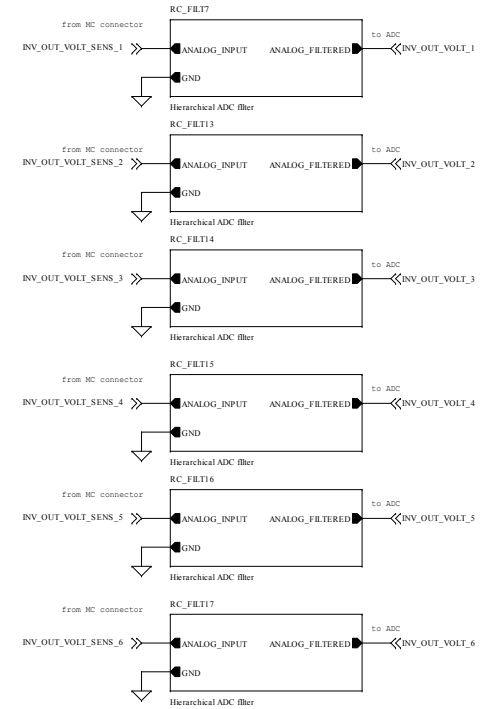 RC_FILT7
from MC connector
to ADC
INV_OUT_VOLT_SENS_1
ANALOG_INPUT
ANALOG_FILTERED
INV_OUT_VOLT_1
GND
Hierarchical ADC filter
RC_FILT13
from MC connector
to ADC
INV_OUT_VOLT_SENS_2
ANALOG_INPUT
ANALOG_FILTERED
INV_OUT_VOLT_2
GND
Hierarchical ADC filter
RC_FILT14
from MC connector
to ADC
INV_OUT_VOLT_SENS_3
ANALOG_INPUT
ANALOG_FILTERED
INV_OUT_VOLT_3
GND
Hierarchical ADC filter
RC_FILT15
from MC connector
to ADC
INV_OUT_VOLT_SENS_4
ANALOG_INPUT
ANALOG_FILTERED
INV_OUT_VOLT_4
GND
Hierarchical ADC filter
RC_FILT16
from MC connector
to ADC
INV_OUT_VOLT_SENS_5
ANALOG_INPUT
ANALOG_FILTERED
INV_OUT_VOLT_5
GND
Hierarchical ADC filter
RC_FILT17
from MC connector
to ADC
INV_OUT_VOLT_SENS_6
ANALOG_INPUT
ANALOG_FILTERED
INV_OUT_VOLT_6
GND
Hierarchical ADC filter